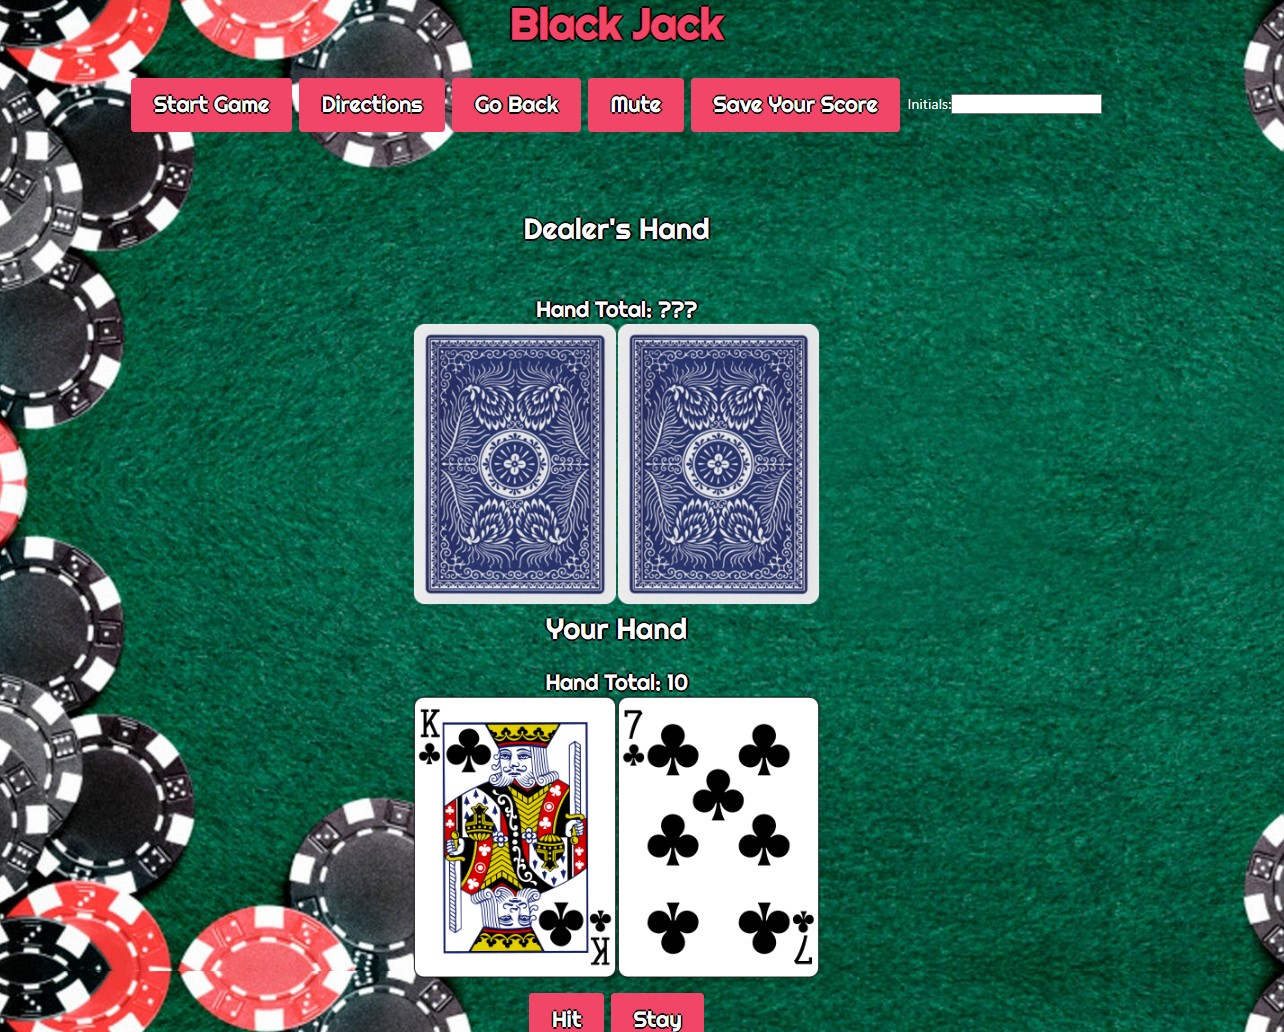 Black Jack
Start Game Directions Go Back Mute Save Your Score Initials:
Dealer's Hand
Hand Total: ???
Your Hand
Hand Total: 10
K 7
K 7
Hit Stay